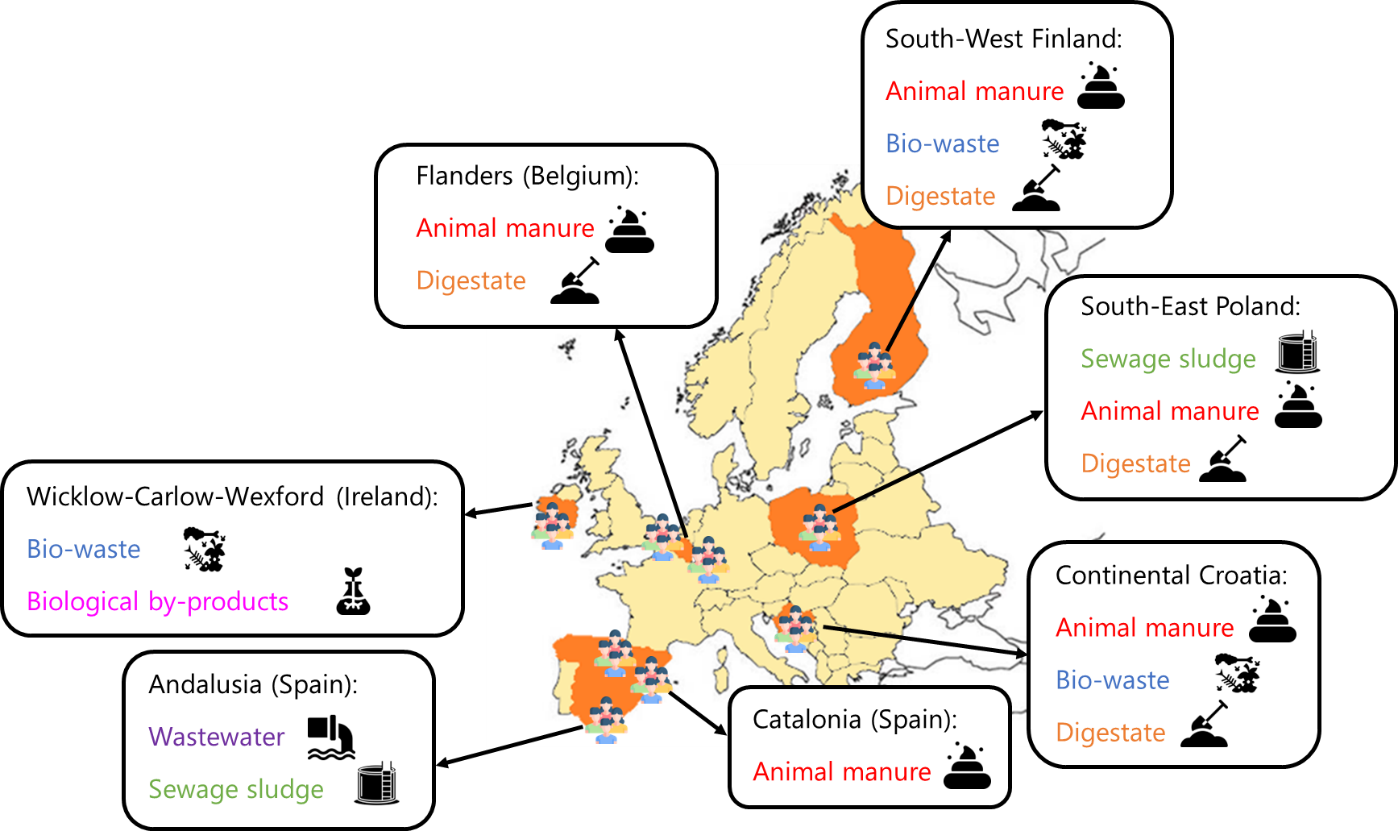 South-West Finland:
Animal manure
Bio-waste
Digestate
Flanders (Belgium):
Animal manure
Digestate
South-East Poland:
Sewage sludge
Animal manure
Digestate
Wicklow-Carlow-Wexford (Ireland):
Bio-waste
Biological by-products
Continental Croatia:
Animal manure
Bio-waste
Digestate
Andalusia (Spain):
Wastewater
Sewage sludge
Catalonia (Spain):
Animal manure